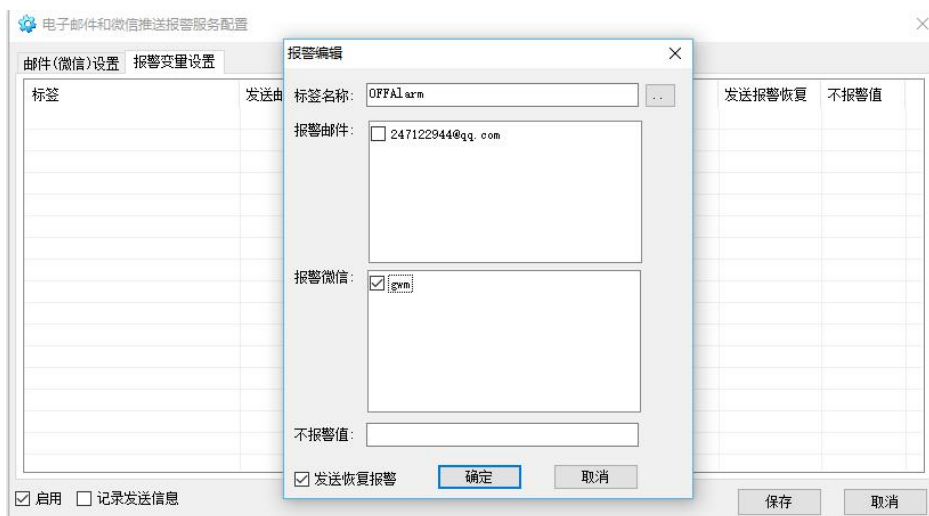 电子邮件和微信推送报警服务配置
邮件(微信)设置 报警变量设置
标签 发送由 发送报警恢复 不报警值
报警编辑
标签名称: OFFAlarm ..
报警邮件: 247122944@qq.com
报警微信: gwm
不报警值:
发送恢复报警 确定 取消
启用 记录发送信息 保存 取消